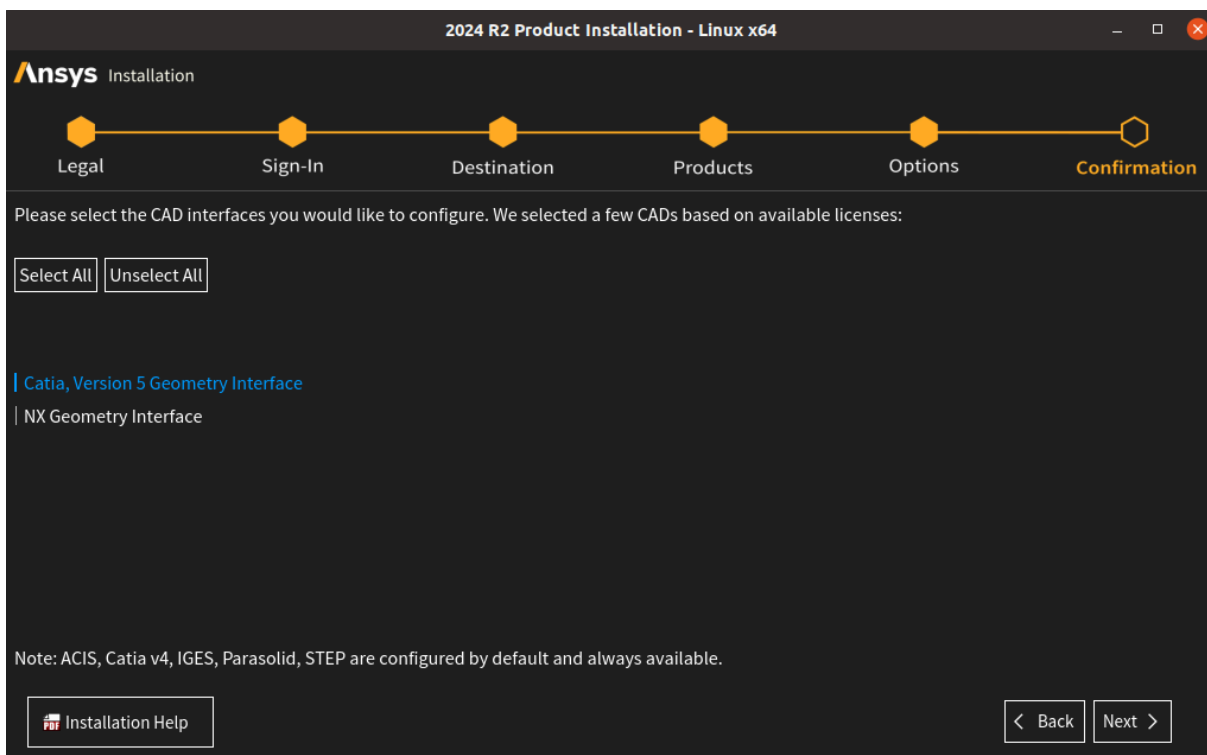 2024 R2 Product Installation - Linux x64
Ansys Installation
Legal Sign-In Destination Products Options Confirmation
Please select the CAD interfaces you would like to configure. We selected a few CADs based on available licenses:
Select All Unselect All
Catia, Version 5 Geometry Interface
NX Geometry Interface
Note: ACIS, Catia v4, IGES, Parasolid, STEP are configured by default and always available.
PDF Installation Help < Back Next >